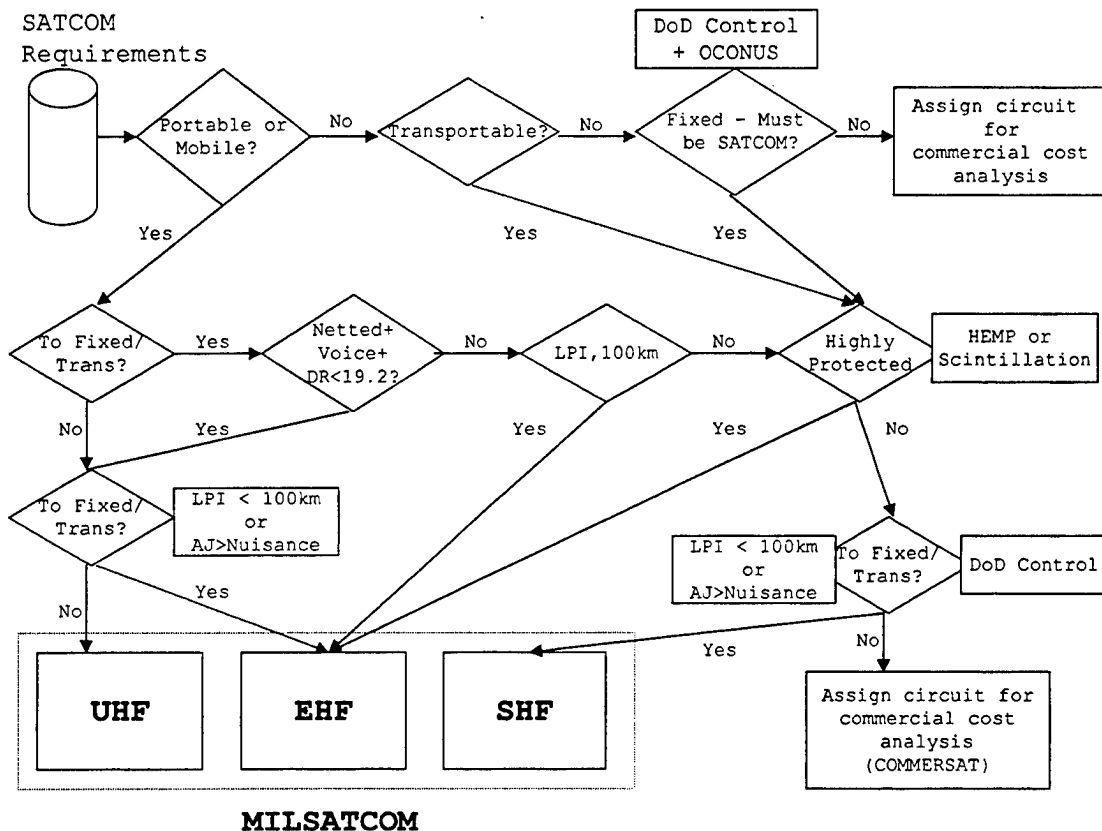 SATCOM
Requirements
DoD Control
+ OCONUS
Portable or
Mobile?
No
Transportable?
No
Fixed - Must
be SATCOM?
No
Assign circuit
for
commercial cost
analysis
Yes
Yes
Yes
To Fixed/
Trans?
Yes
Netted+
Voice+
DR<19.2?
No
LPI,100km
No
Highly
Protected
HEMP or
Scintillation
No
Yes
Yes
Yes
No
To Fixed/
Trans?
LPI < 100km
or
AJ>Nuisance
LPI < 100km
or
AJ>Nuisance
To Fixed/
Trans?
DoD Control
No
Yes
Yes
No
UHF
EHF
SHF
Assign circuit for
commercial cost
analysis
(COMMERSAT)
MILSATCOM